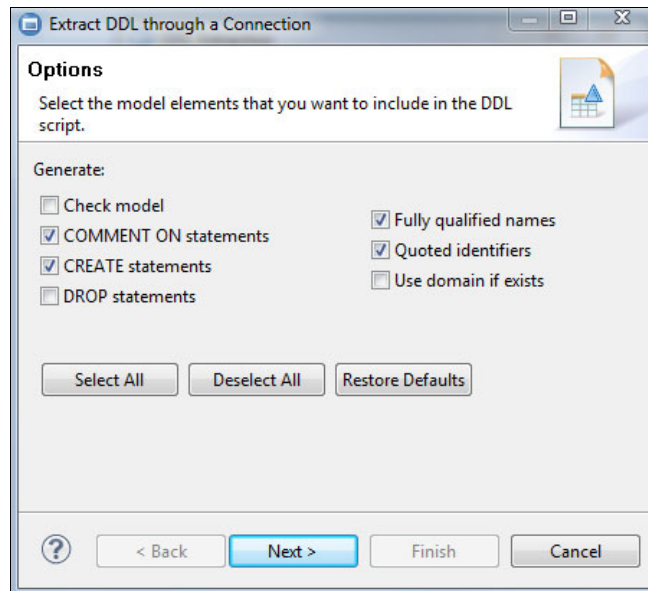 Extract DDL through a Connection
Options
Select the model elements that you want to include in the DDL
script.
Generate:
Check model
COMMENT ON statements
CREATE statements
DROP statements
Fully qualified names
Quoted identifiers
Use domain if exists
Select All
Deselect All
Restore Defaults
?
< Back
Next >
Finish
Cancel